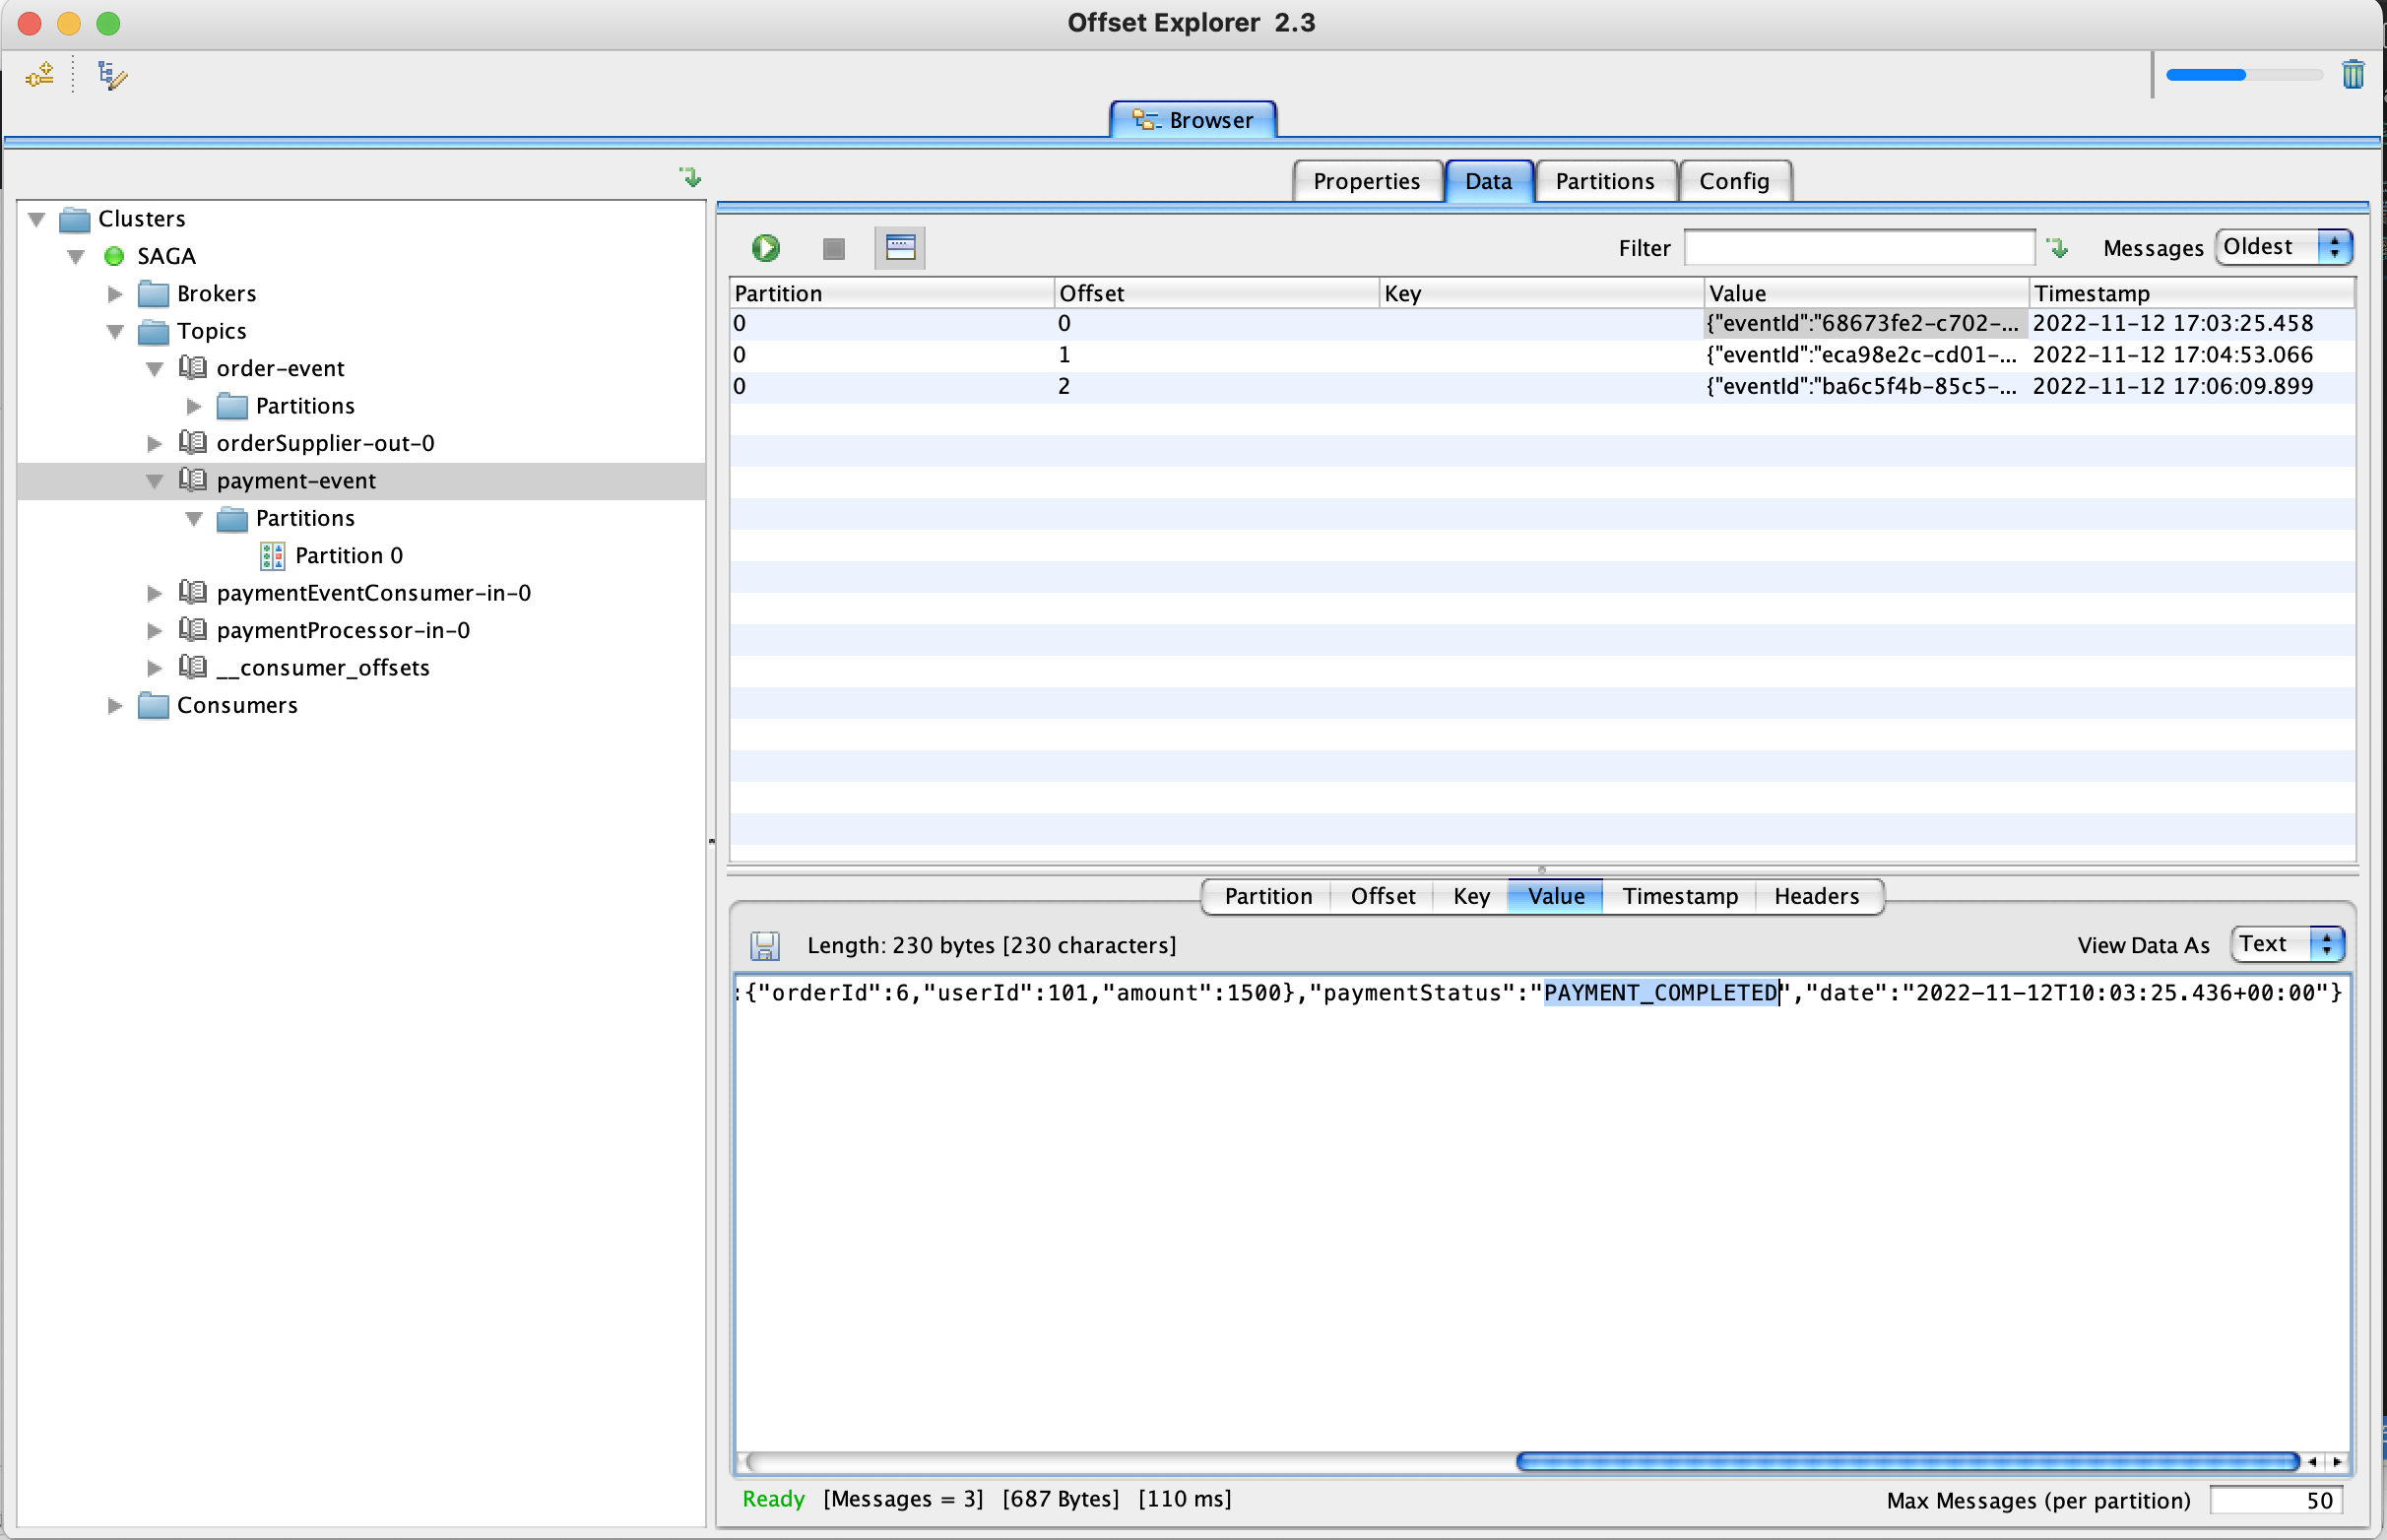 Offset Explorer  2.3
Browser
Properties Data Partitions Config
Clusters
SAGA
Brokers
Topics
order-event
Partitions
orderSupplier-out-0
payment-event
Partitions
Partition 0
paymentEventConsumer-in-0
paymentProcessor-in-0
__consumer_offsets
Consumers
Filter Messages Oldest
Partition Offset Key Value Timestamp
0 0 {"eventId":"68673fe2-c702-... 2022-11-12 17:03:25.458
0 1 {"eventId":"eca98e2c-cd01-... 2022-11-12 17:04:53.066
0 2 {"eventId":"ba6c5f4b-85c5-... 2022-11-12 17:06:09.899
Partition Offset Key Value Timestamp Headers
Length: 230 bytes [230 characters] View Data As Text
:{"orderId":6,"userId":101,"amount":1500},"paymentStatus":"PAYMENT_COMPLETED","date":"2022-11-12T10:03:25.436+00:00"}
Ready [Messages = 3] [687 Bytes] [110 ms] Max Messages (per partition) 50